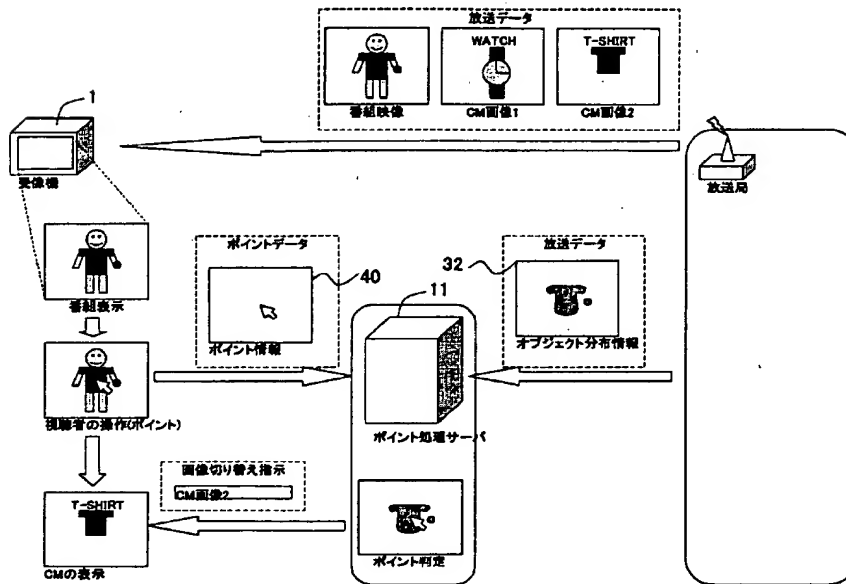 放送データ
WATCH
T-SHIRT
番組映像
CM画像1
CM画像2
1
受像機
放送局
ポイントデータ
放送データ
40
32
11
番組表示
ポイント情報
オブジェクト分布情報
視聴者の操作(ポイント)
ポイント処理サーバ
画像切り替え指示
CM画像2
T-SHIRT
CMの表示
ポイント判定